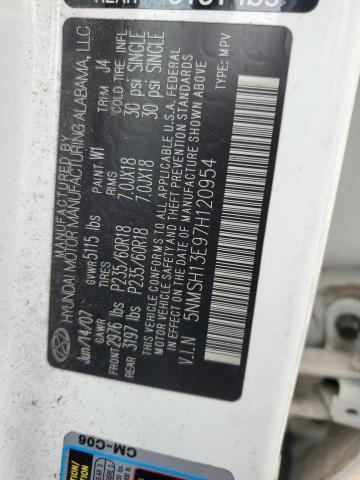 REAR
MANUFACTURED BY
HYUNDAI MOTOR MANUFACTURING ALABAMA, LLC
Jun/14/07 GVWR 5115 lbs PAINT W1 TRIM J4
GAWR TIRES RIMS COLD TIRE INFL
FRONT 2976 lbs P235/60R18 7.0JX18 30 psi SINGLE
REAR 3197 lbs P235/60R18 7.0JX18 30 psi SINGLE
THIS VEHICLE CONFORMS TO ALL APPLICABLE U.S.A. FEDERAL
MOTOR VEHICLE SAFETY AND THEFT PREVENTION STANDARDS
IN EFFECT ON THE DATE OF MANUFACTURE SHOWN ABOVE.
V.I.N 5NMSH13E97H120954 TYPE: MPV
CM-C06